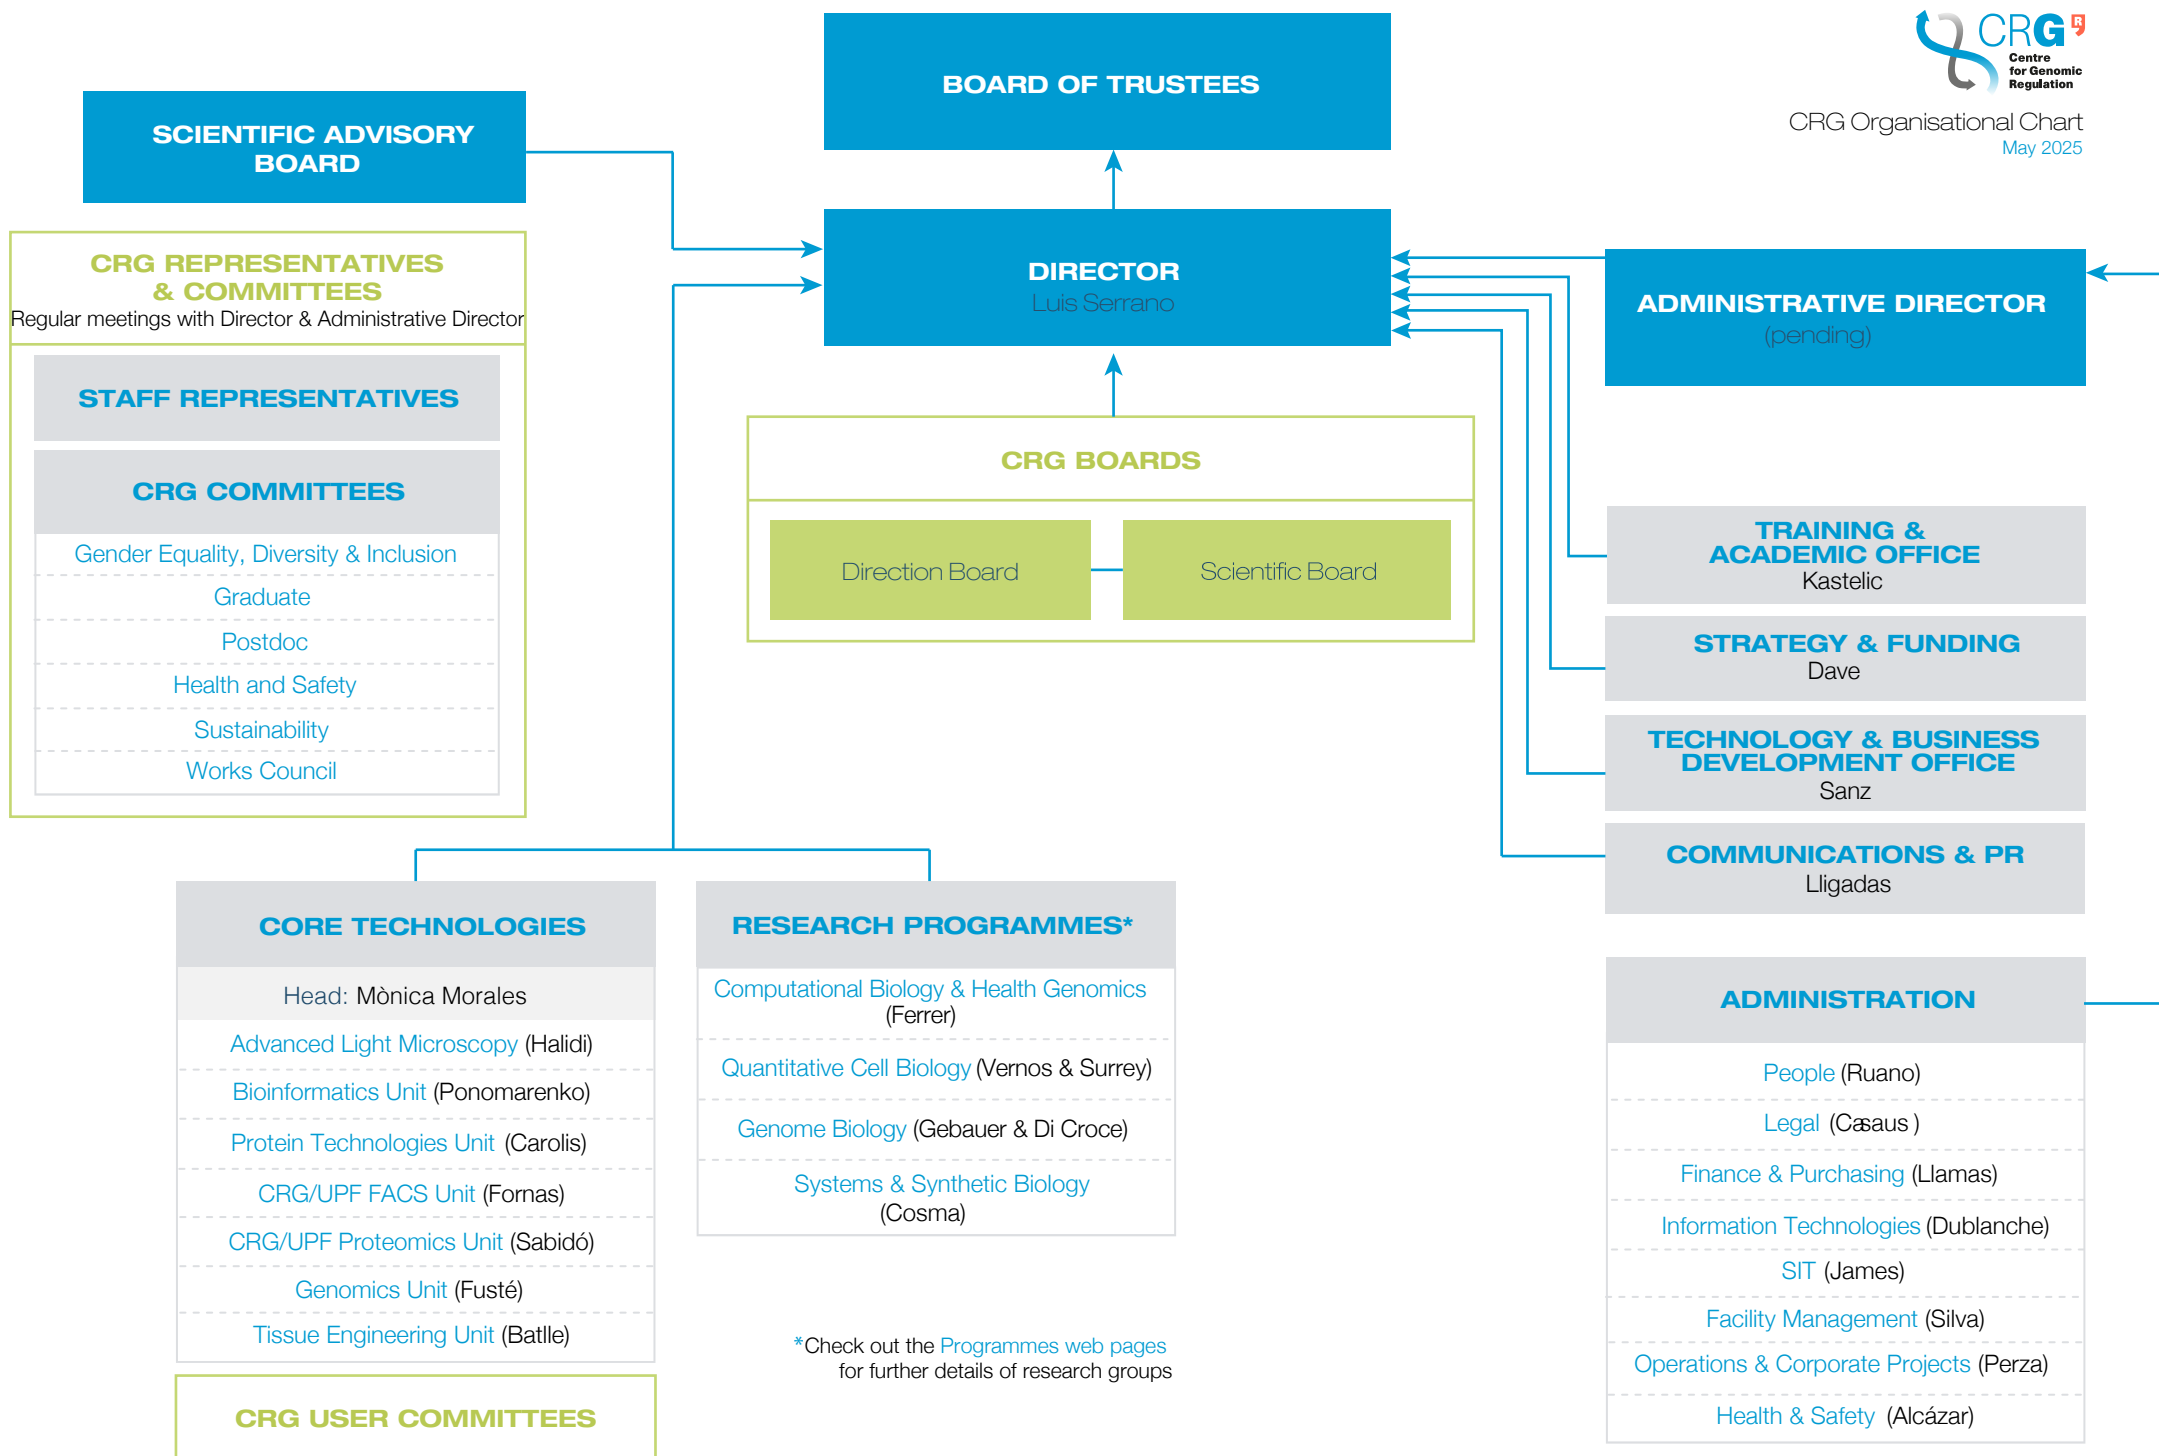 BOARD OF TRUSTEES
CRG R
Centre
for Genomic
Regulation
CRG Organisational Chart
May 2025
SCIENTIFIC ADVISORY
BOARD
DIRECTOR
Luis Serrano
ADMINISTRATIVE DIRECTOR
(pending)
CRG REPRESENTATIVES
& COMMITTEES
Regular meetings with Director & Administrative Director
STAFF REPRESENTATIVES
CRG COMMITTEES
Gender Equality, Diversity & Inclusion
Graduate
Postdoc
Health and Safety
Sustainability
Works Council
CRG BOARDS
Direction Board
Scientific Board
TRAINING &
ACADEMIC OFFICE
Kastelic
STRATEGY & FUNDING
Dave
TECHNOLOGY & BUSINESS
DEVELOPMENT OFFICE
Sanz
COMMUNICATIONS & PR
Lligadas
CORE TECHNOLOGIES
Head: Mònica Morales
Advanced Light Microscopy (Halidi)
Bioinformatics Unit (Ponomarenko)
Protein Technologies Unit (Carolis)
CRG/UPF FACS Unit (Fornas)
CRG/UPF Proteomics Unit (Sabidó)
Genomics Unit (Fusté)
Tissue Engineering Unit (Batlle)
CRG USER COMMITTEES
RESEARCH PROGRAMMES*
Computational Biology & Health Genomics
(Ferrer)
Quantitative Cell Biology (Vernos & Surrey)
Genome Biology (Gebauer & Di Croce)
Systems & Synthetic Biology
(Cosma)
*Check out the Programmes web pages
for further details of research groups
ADMINISTRATION
People (Ruano)
Legal (Casaus )
Finance & Purchasing (Llamas)
Information Technologies (Dublanche)
SIT (James)
Facility Management (Silva)
Operations & Corporate Projects (Perza)
Health & Safety (Alcázar)